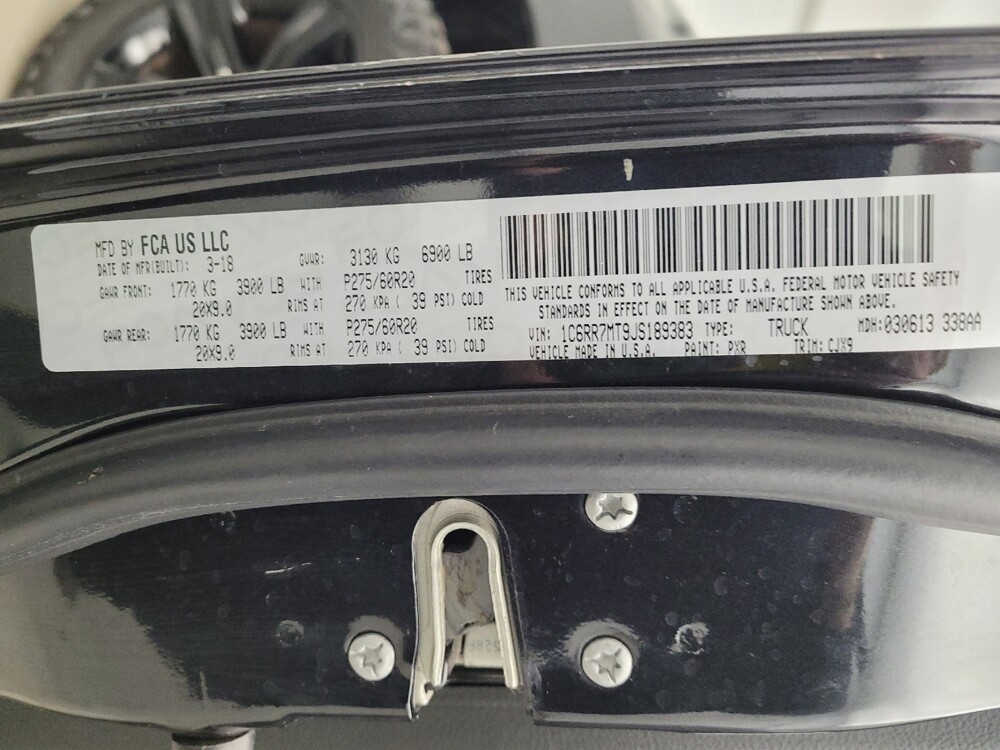 MFD BY FCA US LLC
DATE OF MFR(BUILT): 3-18 GVWR: 3130 KG 6900 LB
GAWR FRONT: 1770 KG 3900 LB WITH P275/60R20 TIRES
20X9.0 RIMS AT 270 KPA ( 39 PSI) COLD
GAWR REAR: 1770 KG 3900 LB WITH P275/60R20 TIRES
20X9.0 RIMS AT 270 KPA ( 39 PSI) COLD
THIS VEHICLE CONFORMS TO ALL APPLICABLE U.S.A. FEDERAL MOTOR VEHICLE SAFETY
STANDARDS IN EFFECT ON THE DATE OF MANUFACTURE SHOWN ABOVE.
VIN: 1C6RR7MT9JS189383 TYPE: TRUCK MDH:030613 338AA
VEHICLE MADE IN U.S.A. PAINT: PXR TRIM: CJX9